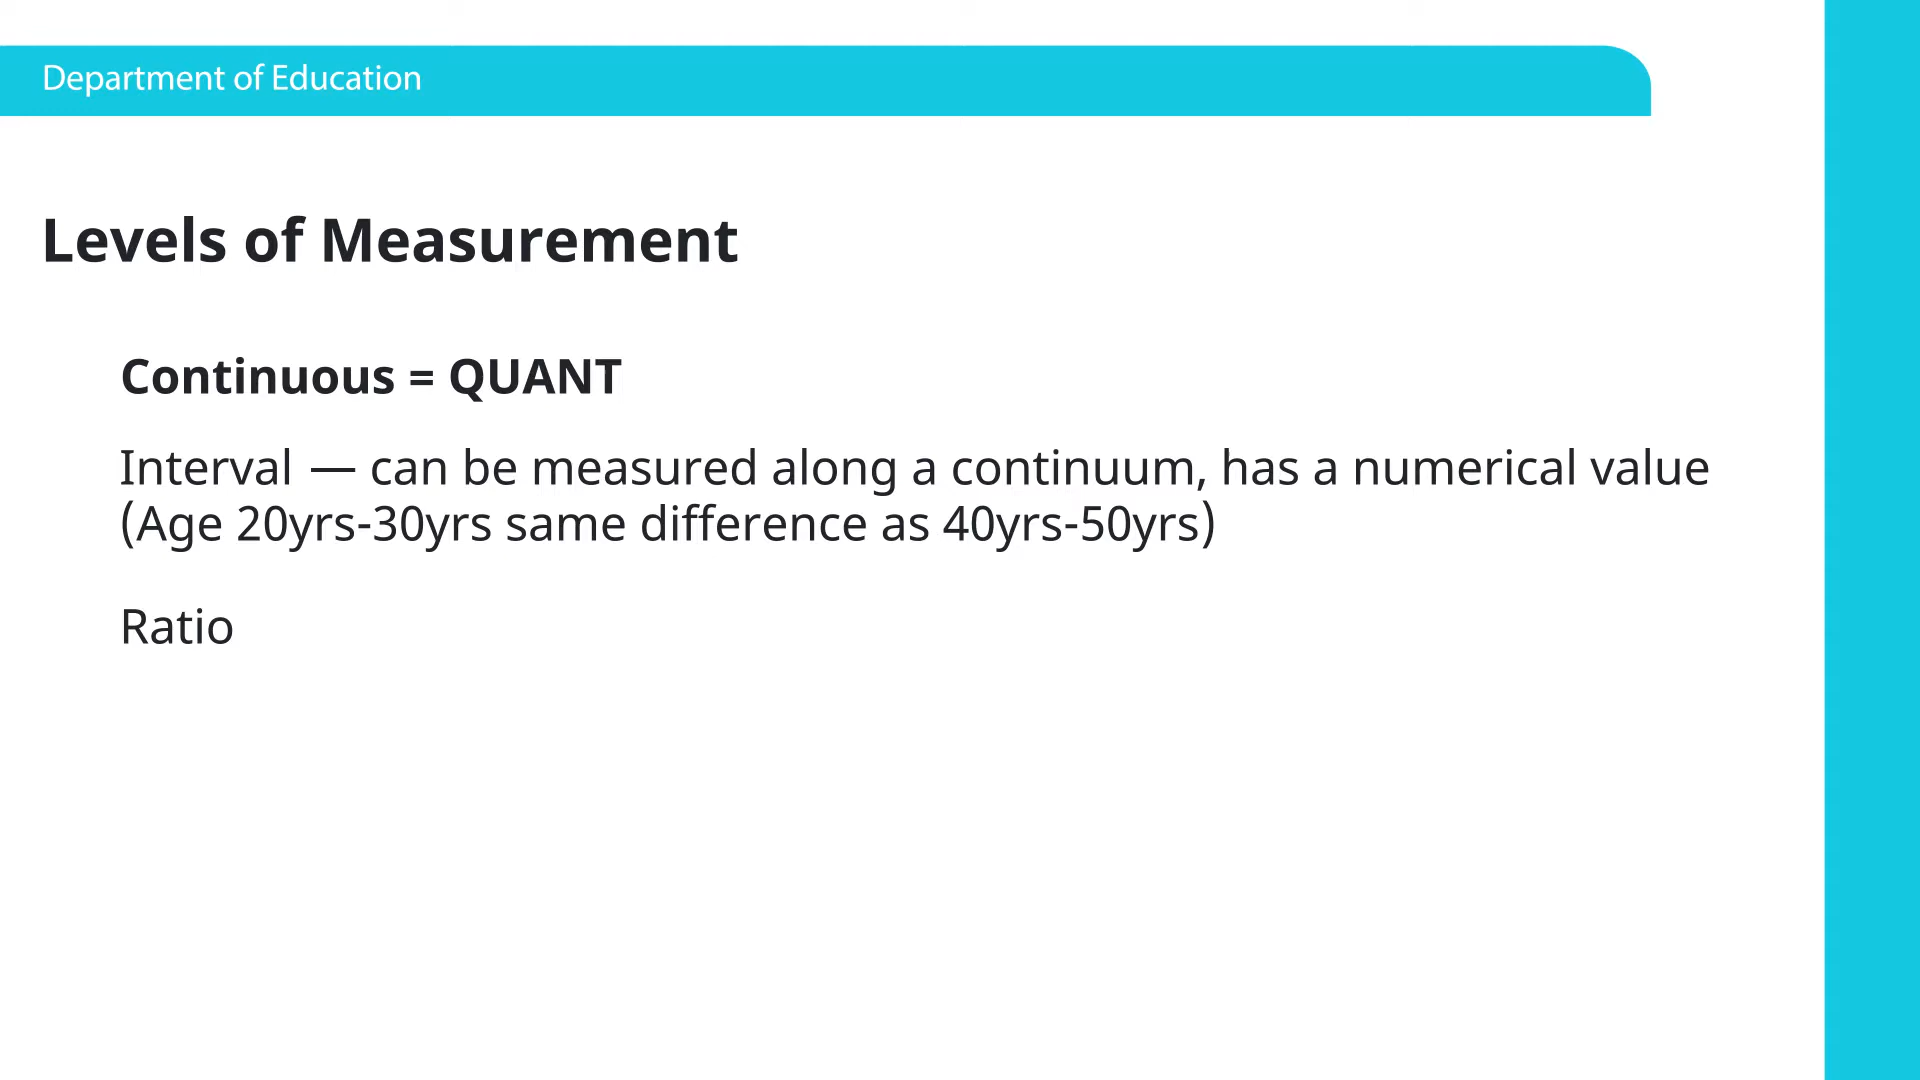 Department of Education
Levels of Measurement
Continuous = QUANT
Interval — can be measured along a continuum, has a numerical value
(Age 20yrs-30yrs same difference as 40yrs-50yrs)
Ratio